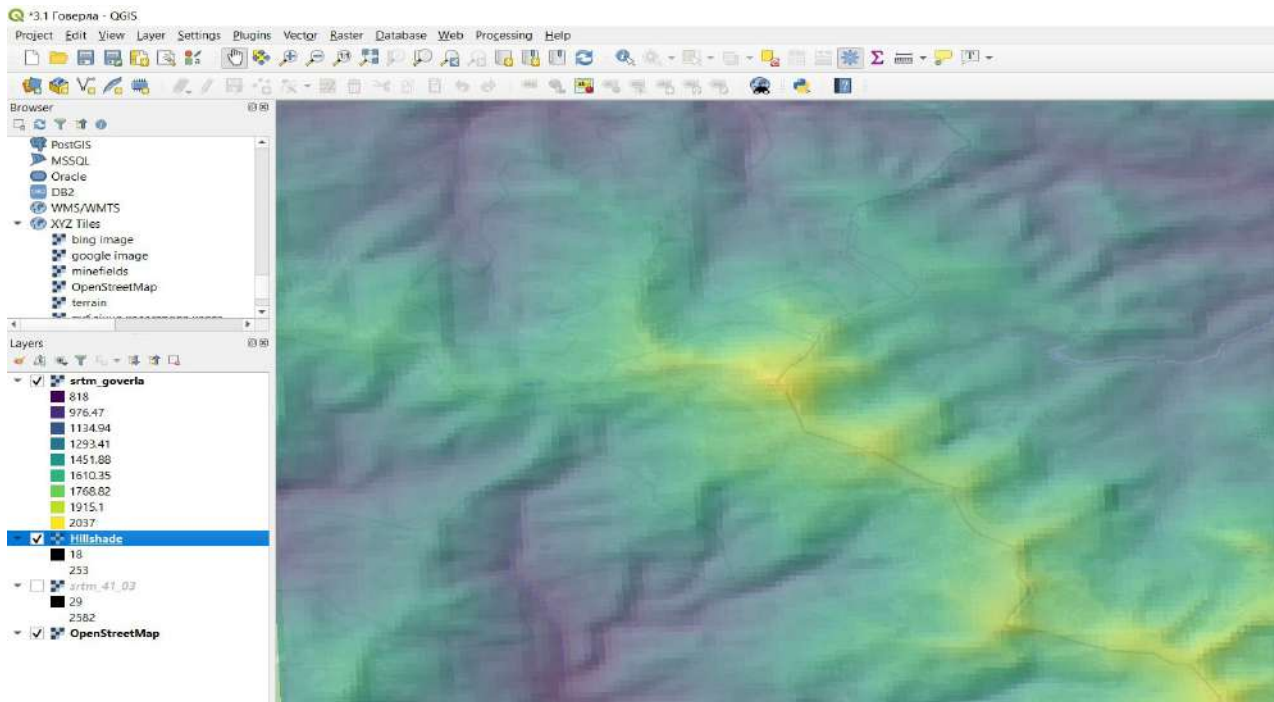 *3.1 Говерла - QGIS
Project Edit View Layer Settings Plugins Vector Raster Database Web Processing Help
Browser
PostGIS
MSSQL
Oracle
DB2
WMS/WMTS
XYZ Tiles
bing image
google image
minefields
OpenStreetMap
terrain
Layers
srtm_goverla
818
976.47
1134.94
1293.41
1451.88
1610.35
1768.82
1915.1
2037
Hillshade
18
253
srtm_41_03
29
2582
OpenStreetMap